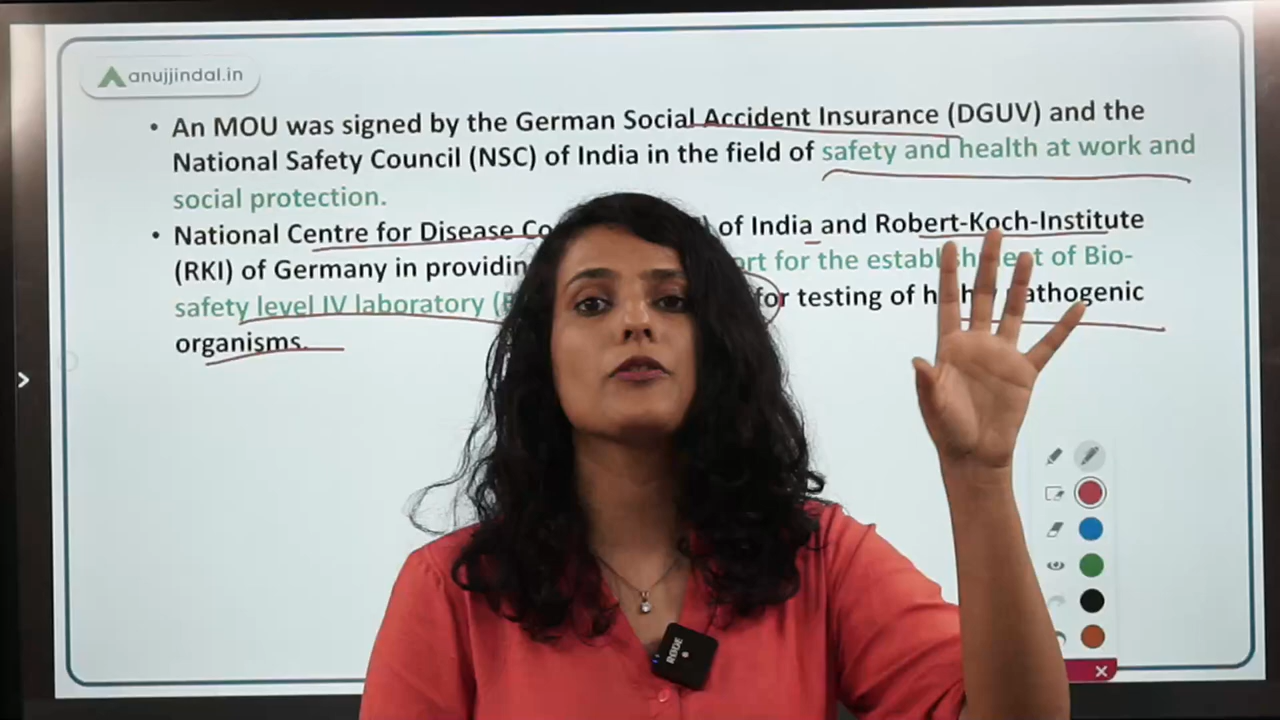 anujjindal.in
• An MOU was signed by the German Social Accident Insurance (DGUV) and the
National Safety Council (NSC) of India in the field of safety and health at work and
social protection.
• National Centre for Disease of India and Robert-Koch-Institute
(RKI) of Germany in for the establishment of Bio-
safety level IV laboratory for testing of pathogenic
organisms.
RØDE